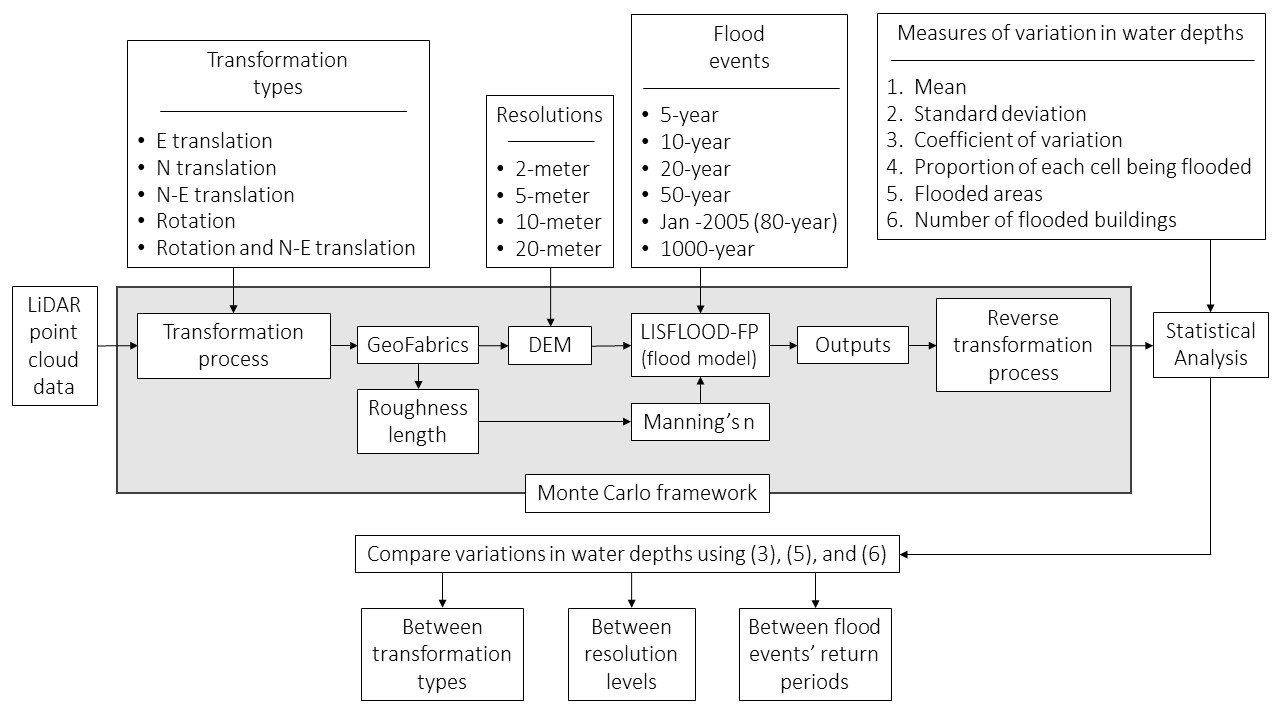 Transformation
types
• E translation
• N translation
• N-E translation
• Rotation
• Rotation and N-E translation
Resolutions
• 2-meter
• 5-meter
• 10-meter
• 20-meter
Flood
events
• 5-year
• 10-year
• 20-year
• 50-year
• Jan -2005 (80-year)
• 1000-year
Measures of variation in water depths
1. Mean
2. Standard deviation
3. Coefficient of variation
4. Proportion of each cell being flooded
5. Flooded areas
6. Number of flooded buildings
LiDAR
point
cloud
data
Transformation
process
GeoFabrics
DEM
LISFLOOD-FP
(flood model)
Outputs
Reverse
transformation
process
Statistical
Analysis
Roughness
length
Manning's n
Monte Carlo framework
Compare variations in water depths using (3), (5), and (6)
Between
transformation
types
Between
resolution
levels
Between flood
events' return
periods